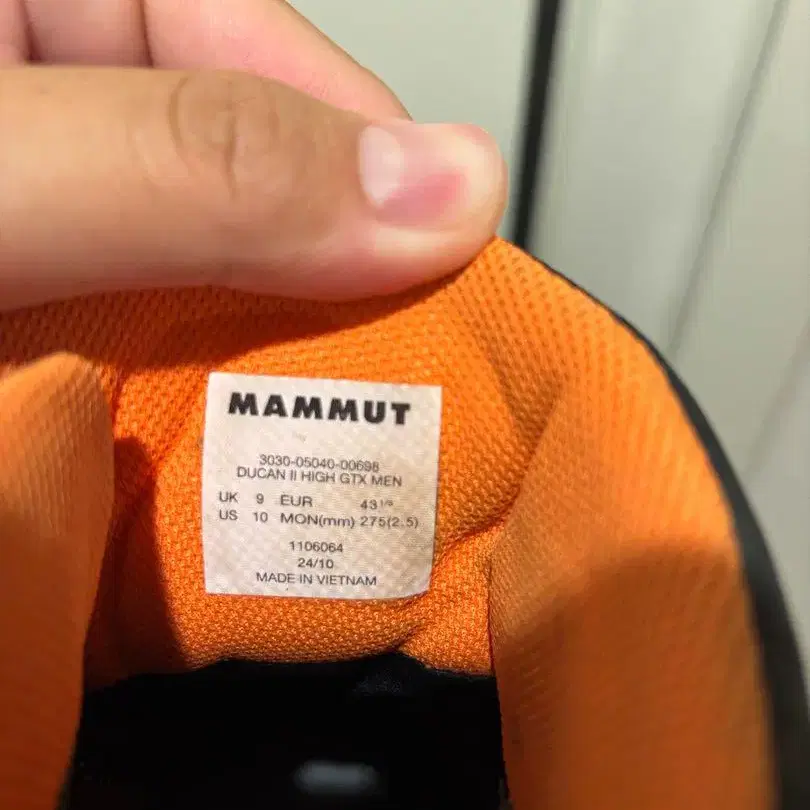 MAMMUT
3030-05040-00698
DUCAN II HIGH GTX MEN
UK 9 EUR 43 1/3
US 10 MON(mm) 275(2.5)
1106064
24/10
MADE IN VIETNAM